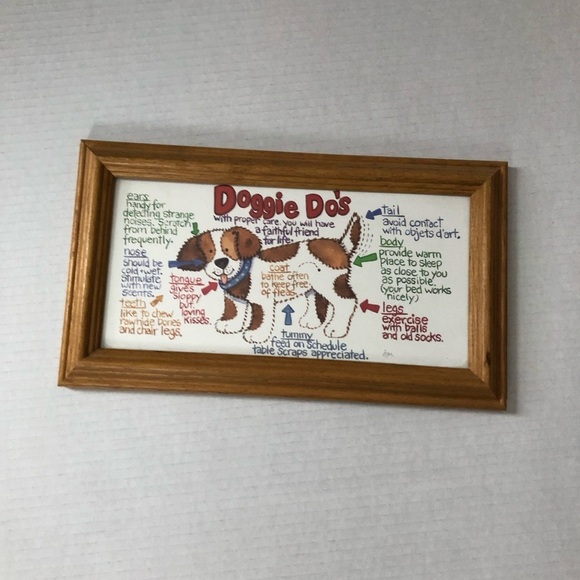 Doggie Do's
with proper care you will have
a faithful friend
for life.
ears
handy for
detecting strange
noises. Scratch
from behind
frequently.
nose
should be
cold & wet.
stimulate
with new
scents.
teeth
like to chew
rawhide bones
and chair legs.
tongue
gives
sloppy
but
loving
kisses.
coat
bathe often
to keep free
of fleas.
tummy
feed on schedule
table scraps appreciated.
tail
avoid contact
with objets d'art.
body
provide warm
place to sleep
as close to you
as possible.
(your bed works
nicely)
legs
exercise
with balls
and old socks.